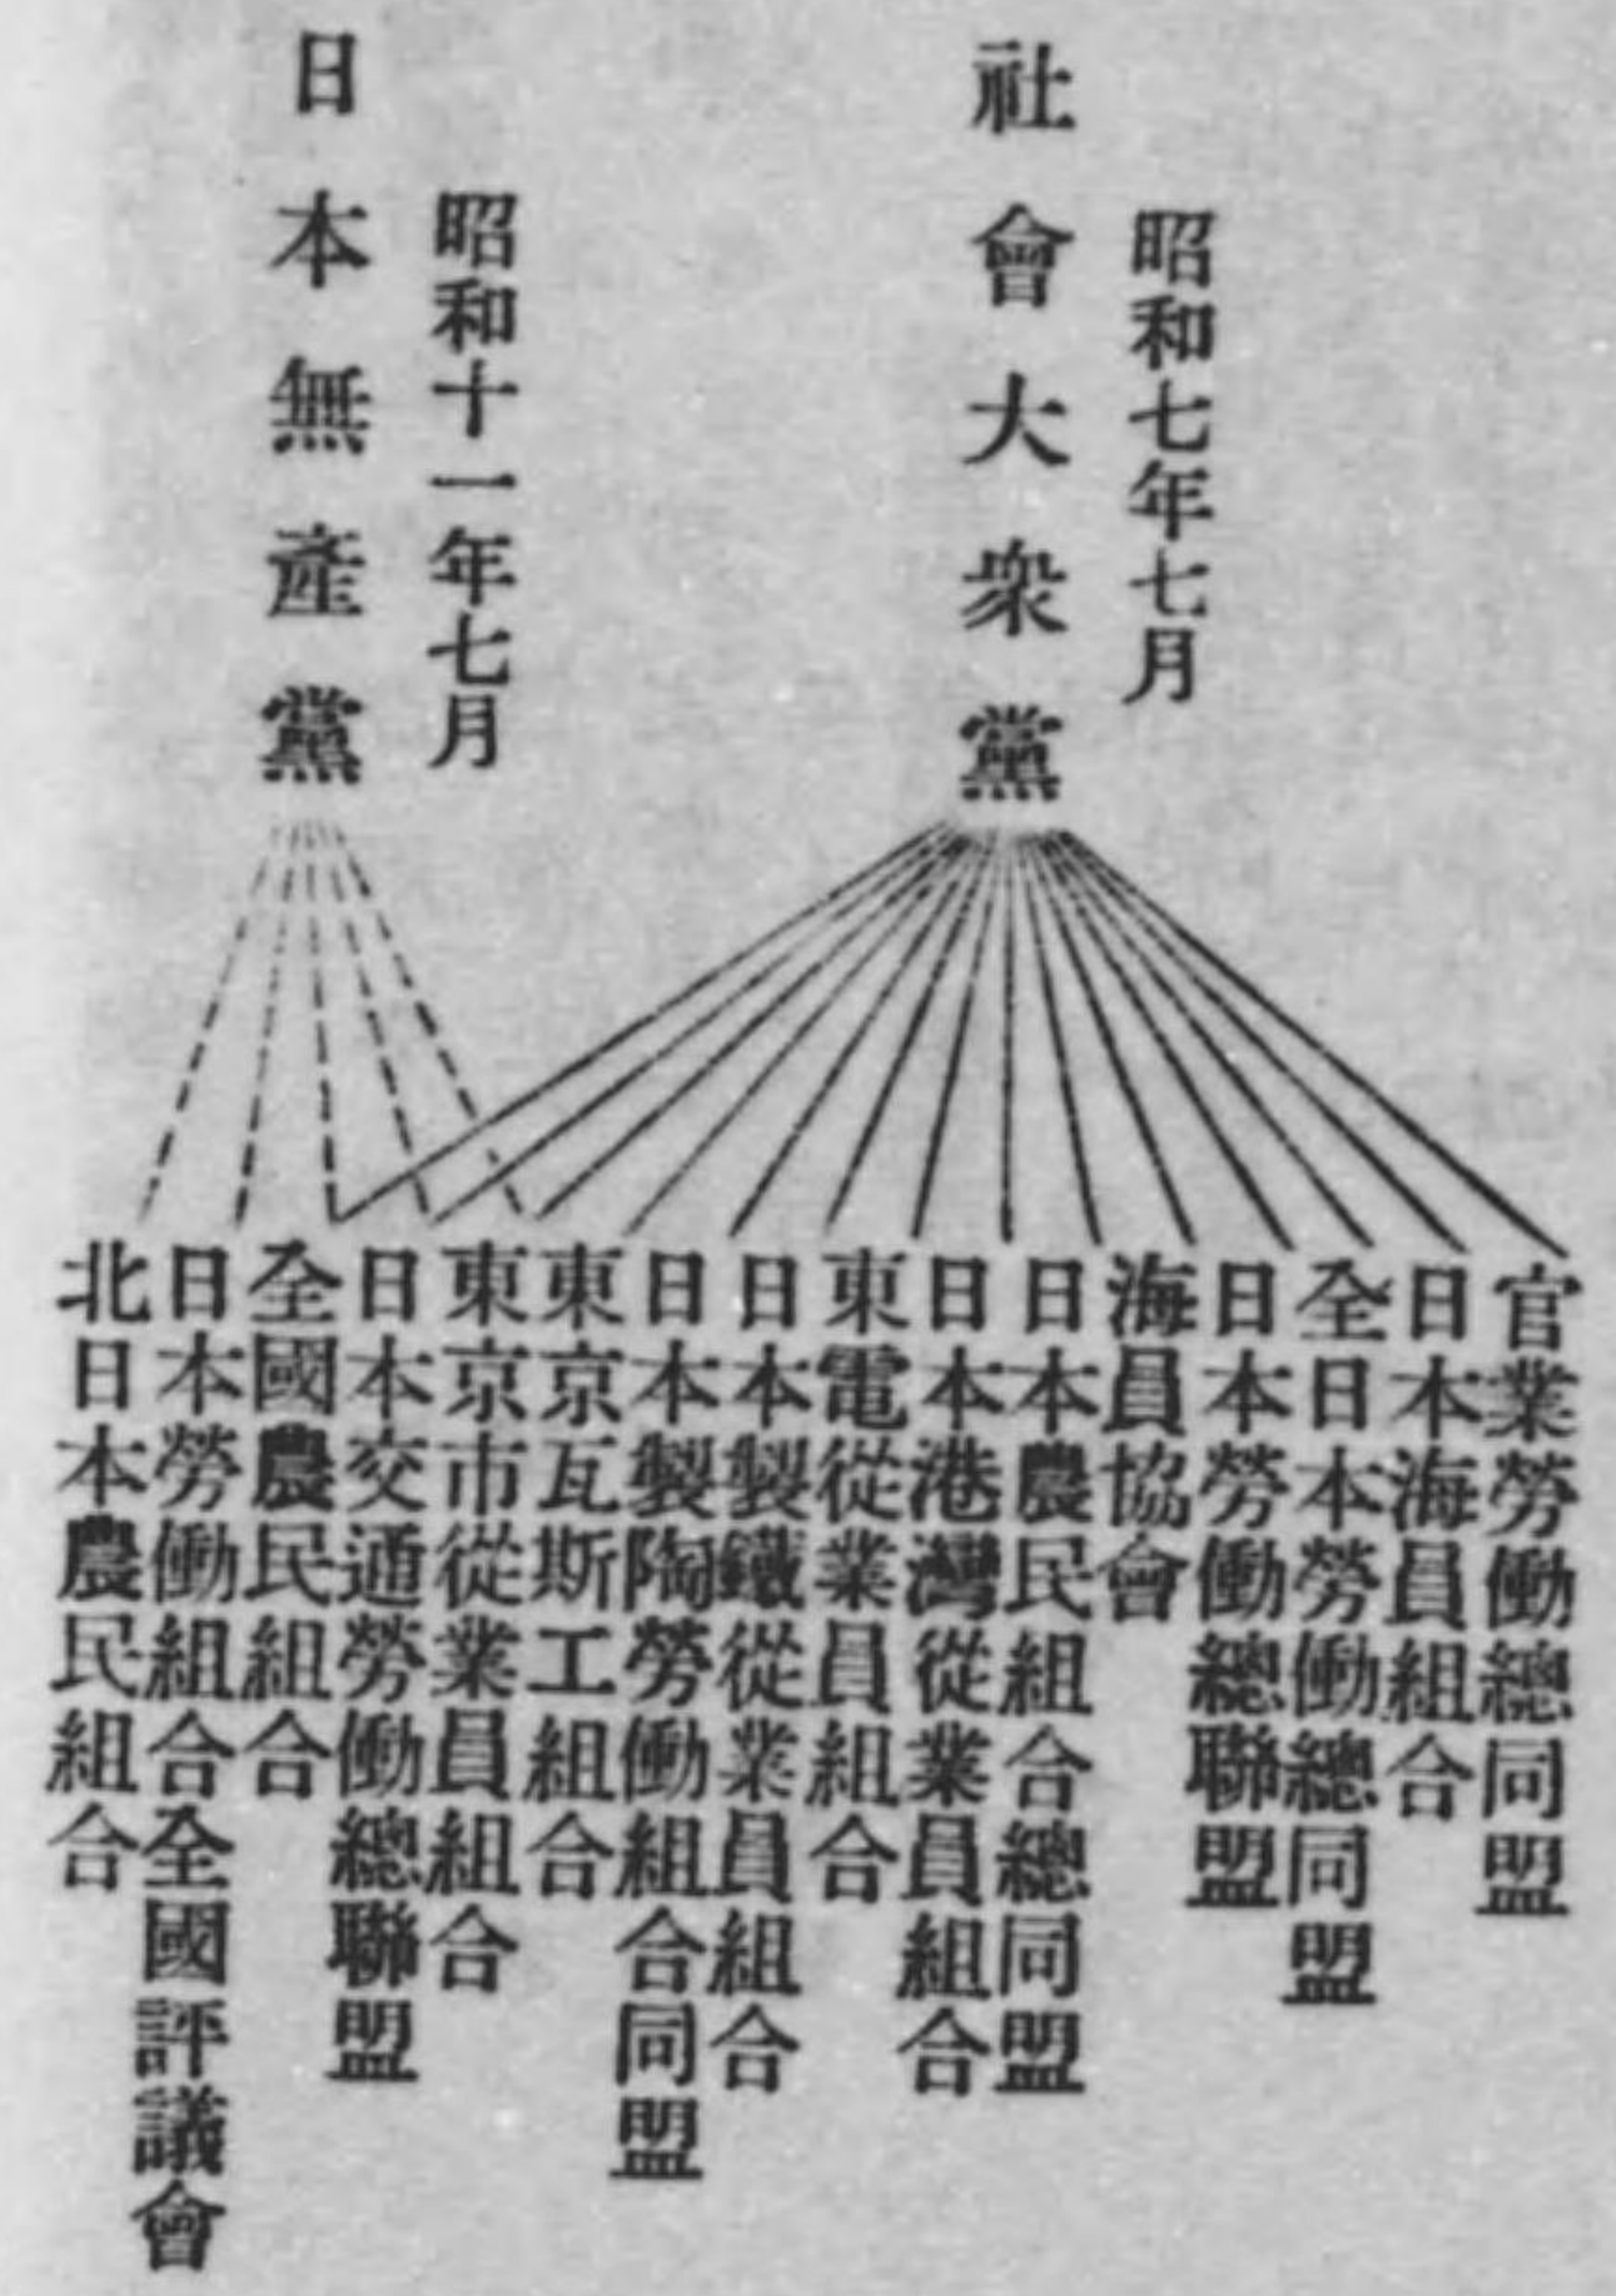 昭和七年七月
社會大衆黨
昭和十一年七月
日本無產黨
官業勞働總同盟
日本海員組合
全日本勞働總同盟
日本勞働總聯盟
海員協會
日本農民組合總同盟
日本港灣從業員組合
東電從業員組合
日本製鐵從業員組合
日本製陶勞働組合同盟
東京瓦斯工組合
東京市從業員組合
日本交通勞働總聯盟
全國農民組合
日本勞働組合全國評議會
北日本農民組合